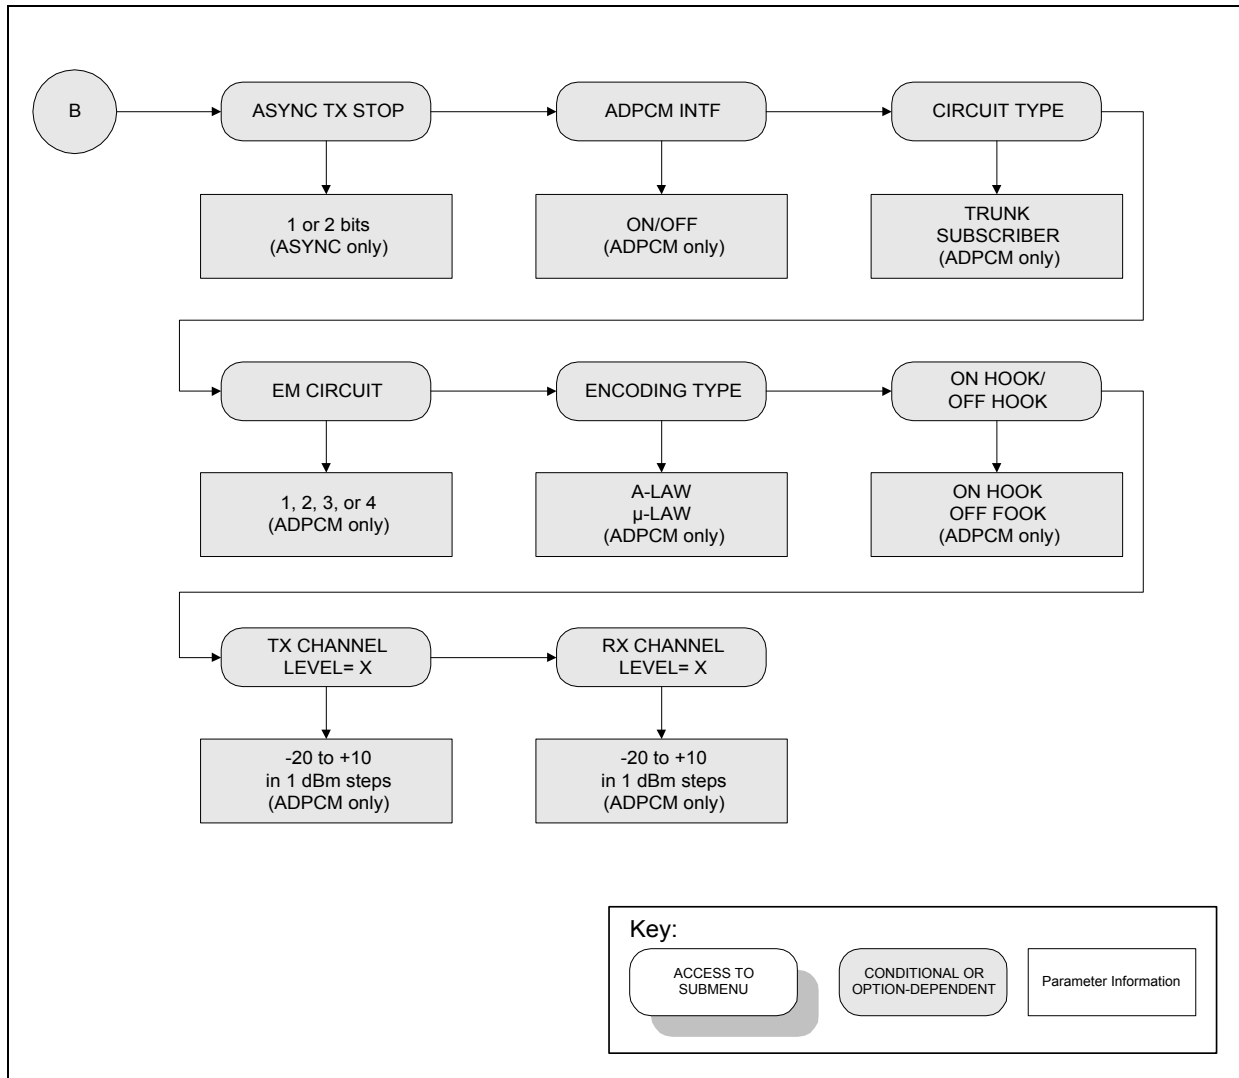 B
ASYNC TX STOP
ADPCM INTF
CIRCUIT TYPE
1 or 2 bits
(ASYNC only)
ON/OFF
(ADPCM only)
TRUNK
SUBSCRIBER
(ADPCM only)
EM CIRCUIT
ENCODING TYPE
ON HOOK/
OFF HOOK
1, 2, 3, or 4
(ADPCM only)
A-LAW
µ-LAW
(ADPCM only)
ON HOOK
OFF FOOK
(ADPCM only)
TX CHANNEL
LEVEL= X
RX CHANNEL
LEVEL= X
-20 to +10
in 1 dBm steps
(ADPCM only)
-20 to +10
in 1 dBm steps
(ADPCM only)
Key:
ACCESS TO
SUBMENU
CONDITIONAL OR
OPTION-DEPENDENT
Parameter Information